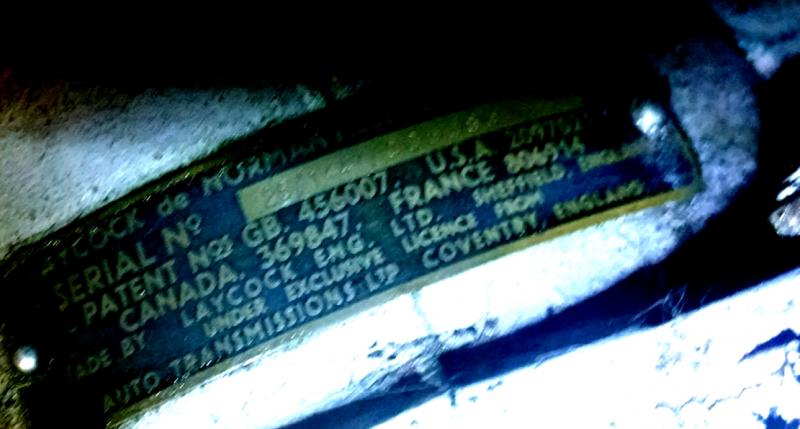 LAYCOCK de NORMAN
SERIAL Nº
PATENT Nºs GB. 456007, U.S.A.
CANADA. 369847, FRANCE 806914
MADE BY LAYCOCK ENG. LTD. SHEFFIELD, ENGLAND
UNDER EXCLUSIVE LICENCE FROM
AUTO TRANSMISSIONS LTD COVENTRY, ENGLAND.